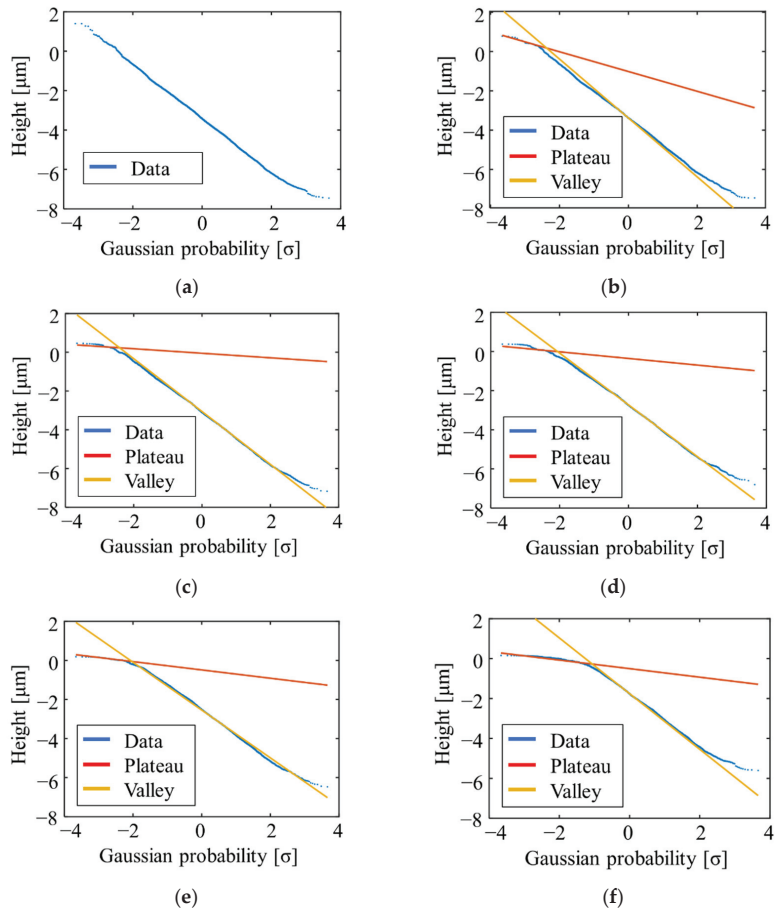 2
0
−2
−4
−6
−8
Height [μm]
Data
−4
−2
0
2
4
Gaussian probability [σ]
(a)
2
0
−2
−4
−6
−8
Height [μm]
Data
Plateau
Valley
−4
−2
0
2
4
Gaussian probability [σ]
(b)
2
0
−2
−4
−6
−8
Height [μm]
Data
Plateau
Valley
−4
−2
0
2
4
Gaussian probability [σ]
(c)
2
0
−2
−4
−6
−8
Height [μm]
Data
Plateau
Valley
−4
−2
0
2
4
Gaussian probability [σ]
(d)
2
0
−2
−4
−6
−8
Height [μm]
Data
Plateau
Valley
−4
−2
0
2
4
Gaussian probability [σ]
(e)
2
0
−2
−4
−6
−8
Height [μm]
Data
Plateau
Valley
−4
−2
0
2
4
Gaussian probability [σ]
(f)